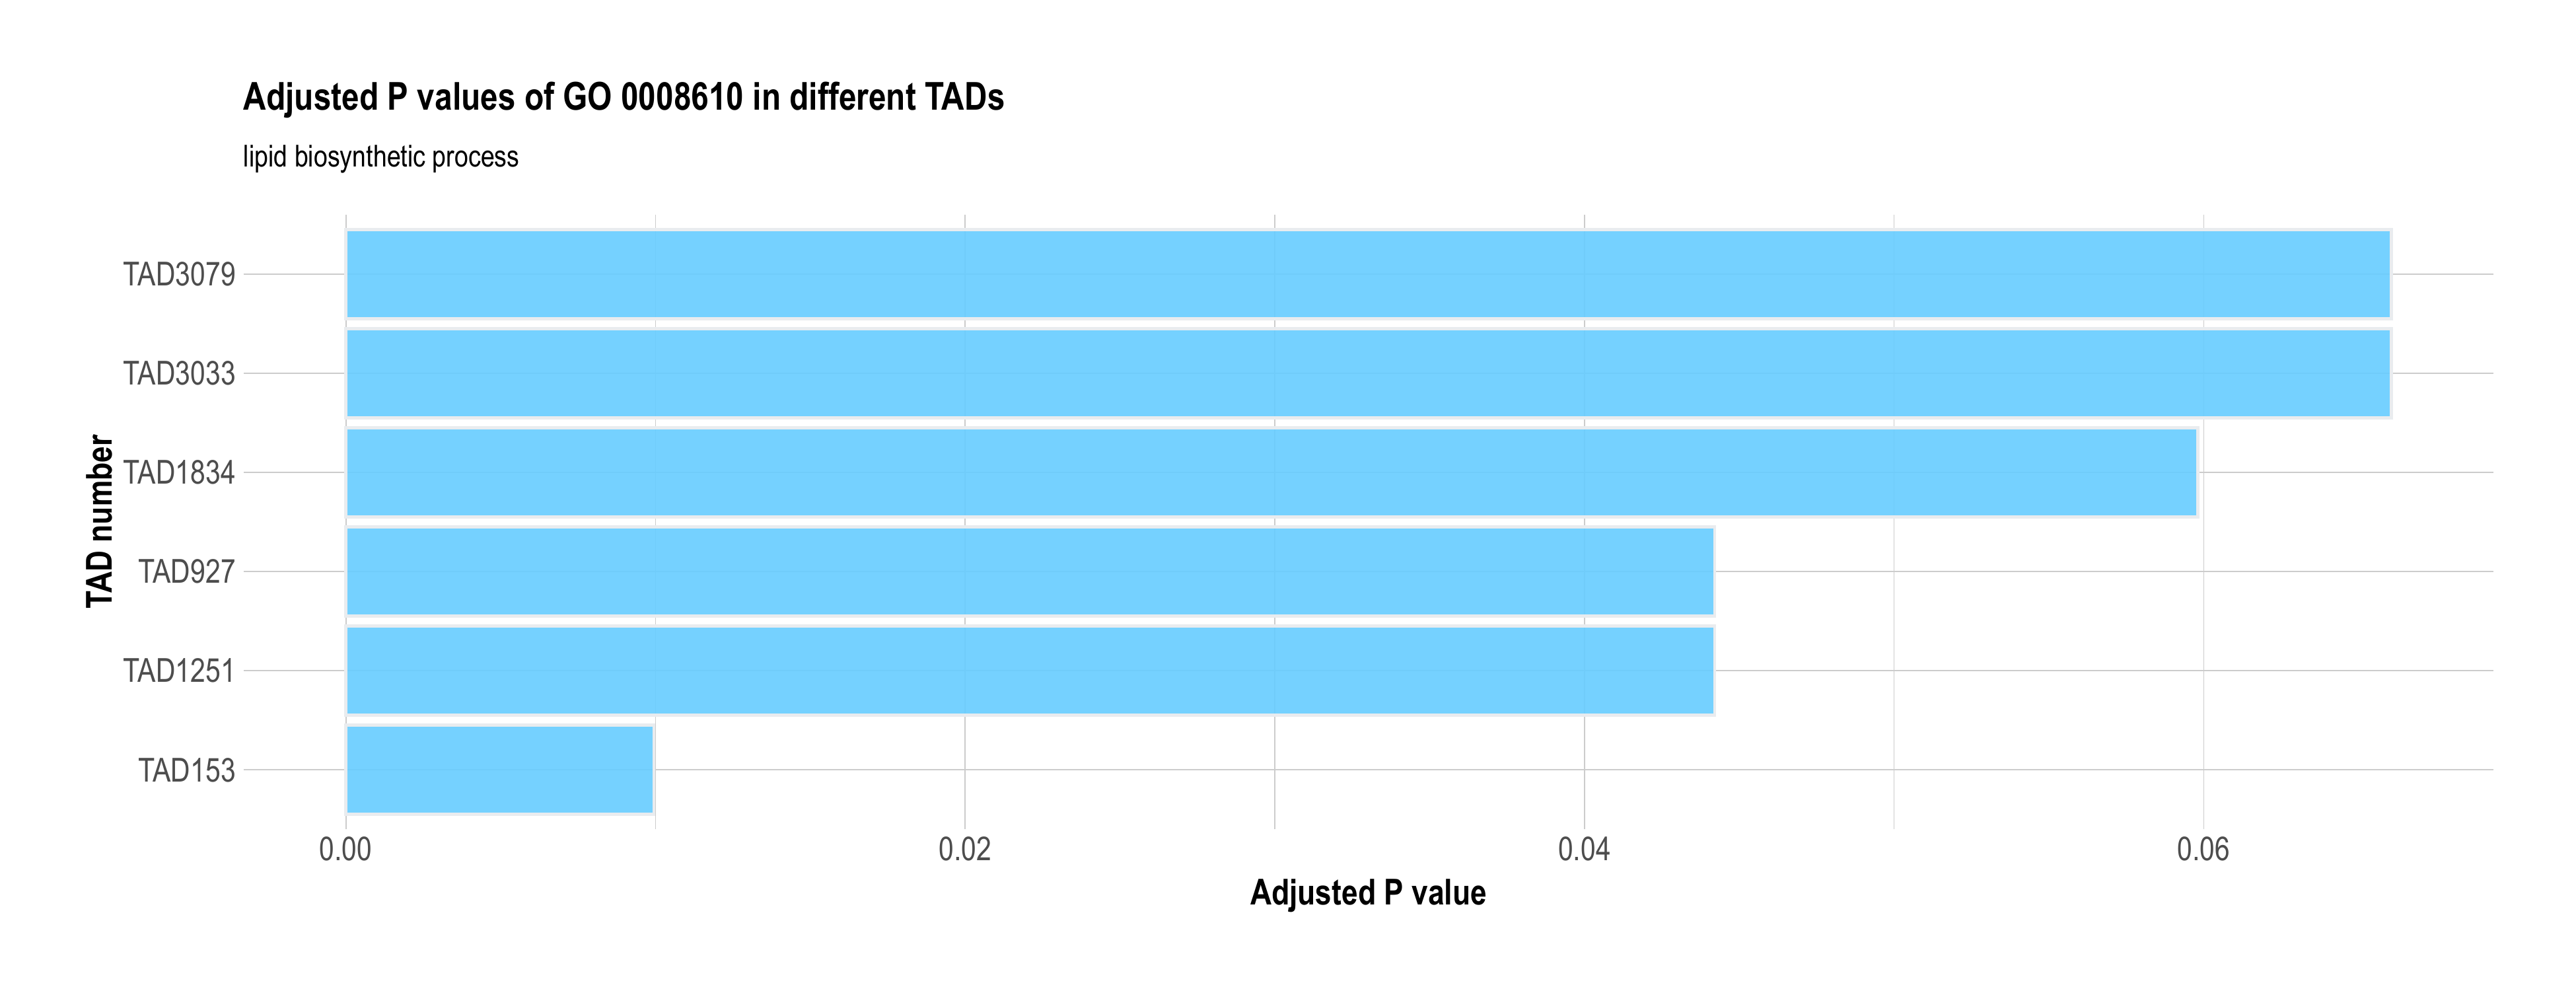 Adjusted P values of GO 0008610 in different TADs
lipid biosynthetic process
TAD number
TAD3079
TAD3033
TAD1834
TAD927
TAD1251
TAD153
0.00 0.02 0.04 0.06
Adjusted P value